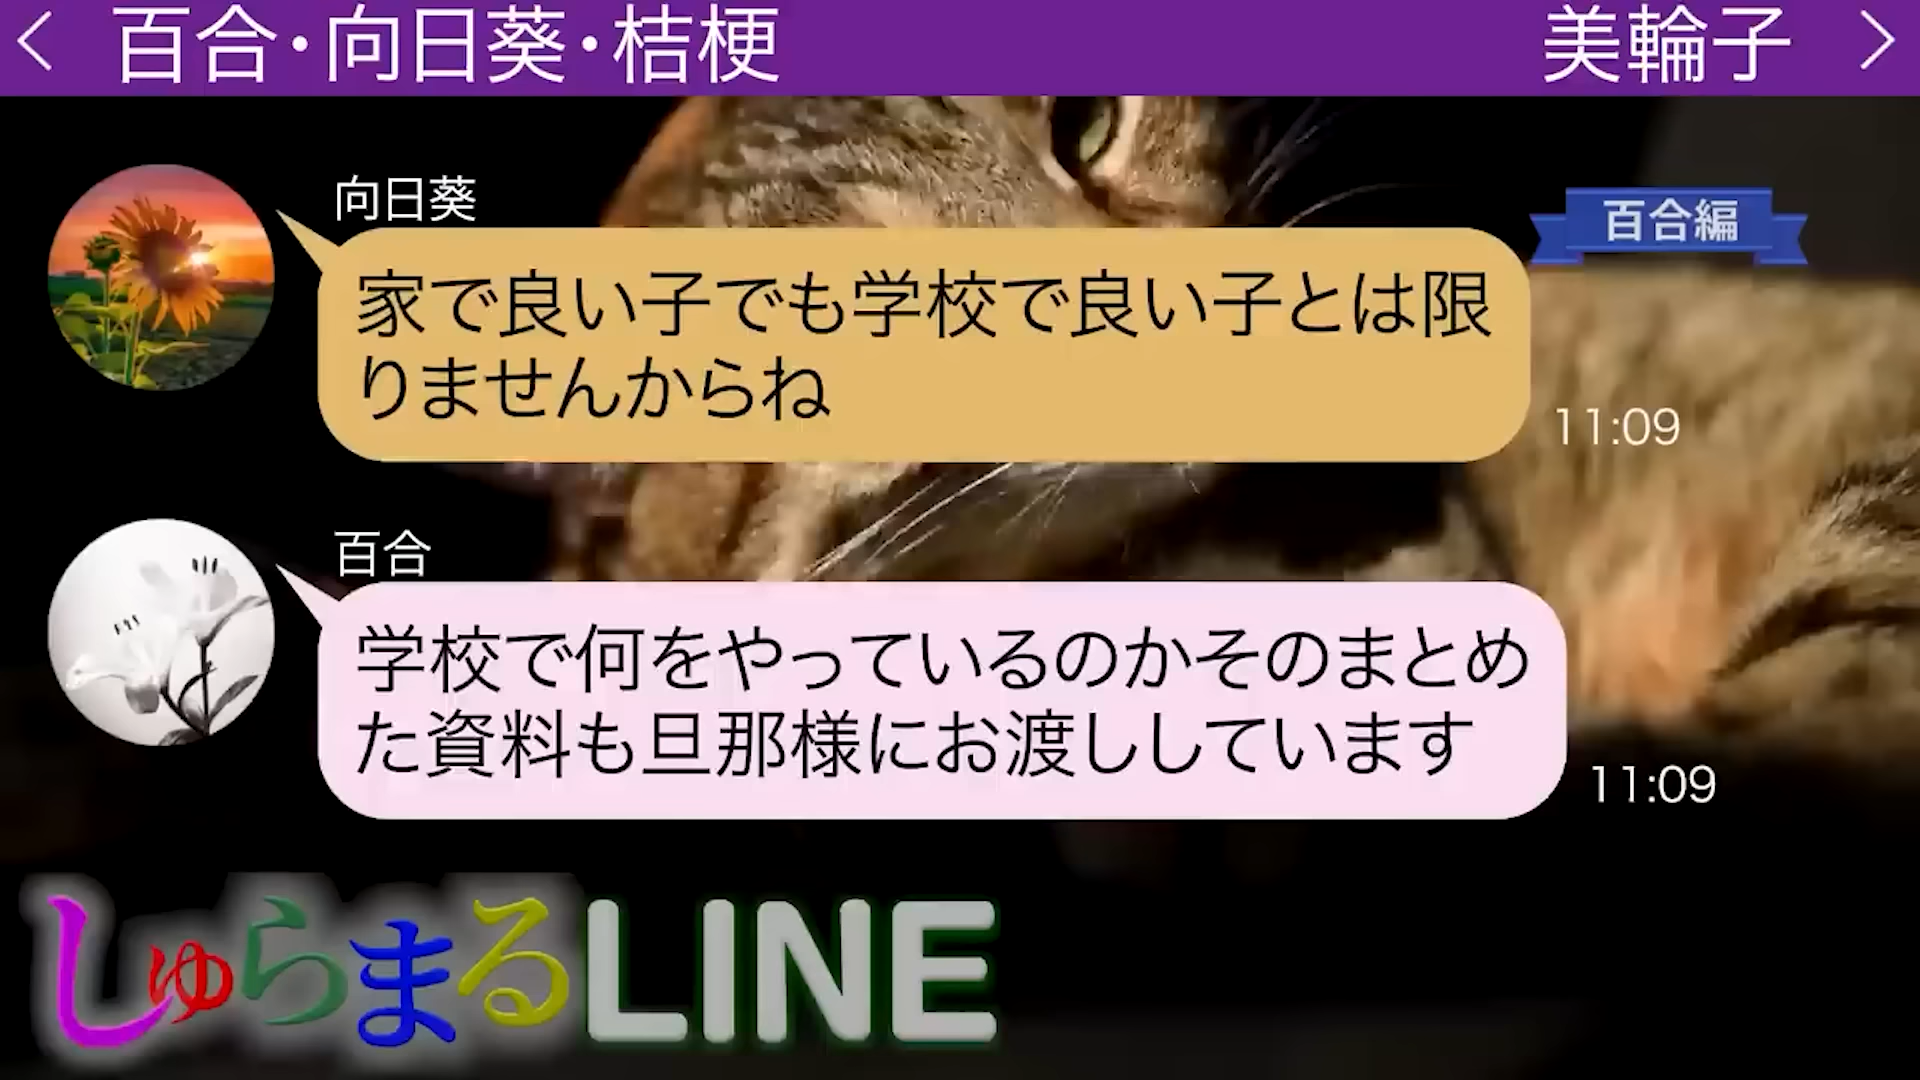 百合・向日葵・桔梗
美輪子
向日葵
百合編
家で良い子でも学校で良い子とは限
りませんからね
11:09
百合
学校で何をやっているのかそのまとめ
た資料も旦那様にお渡ししています
11:09
しゅらまるLINE